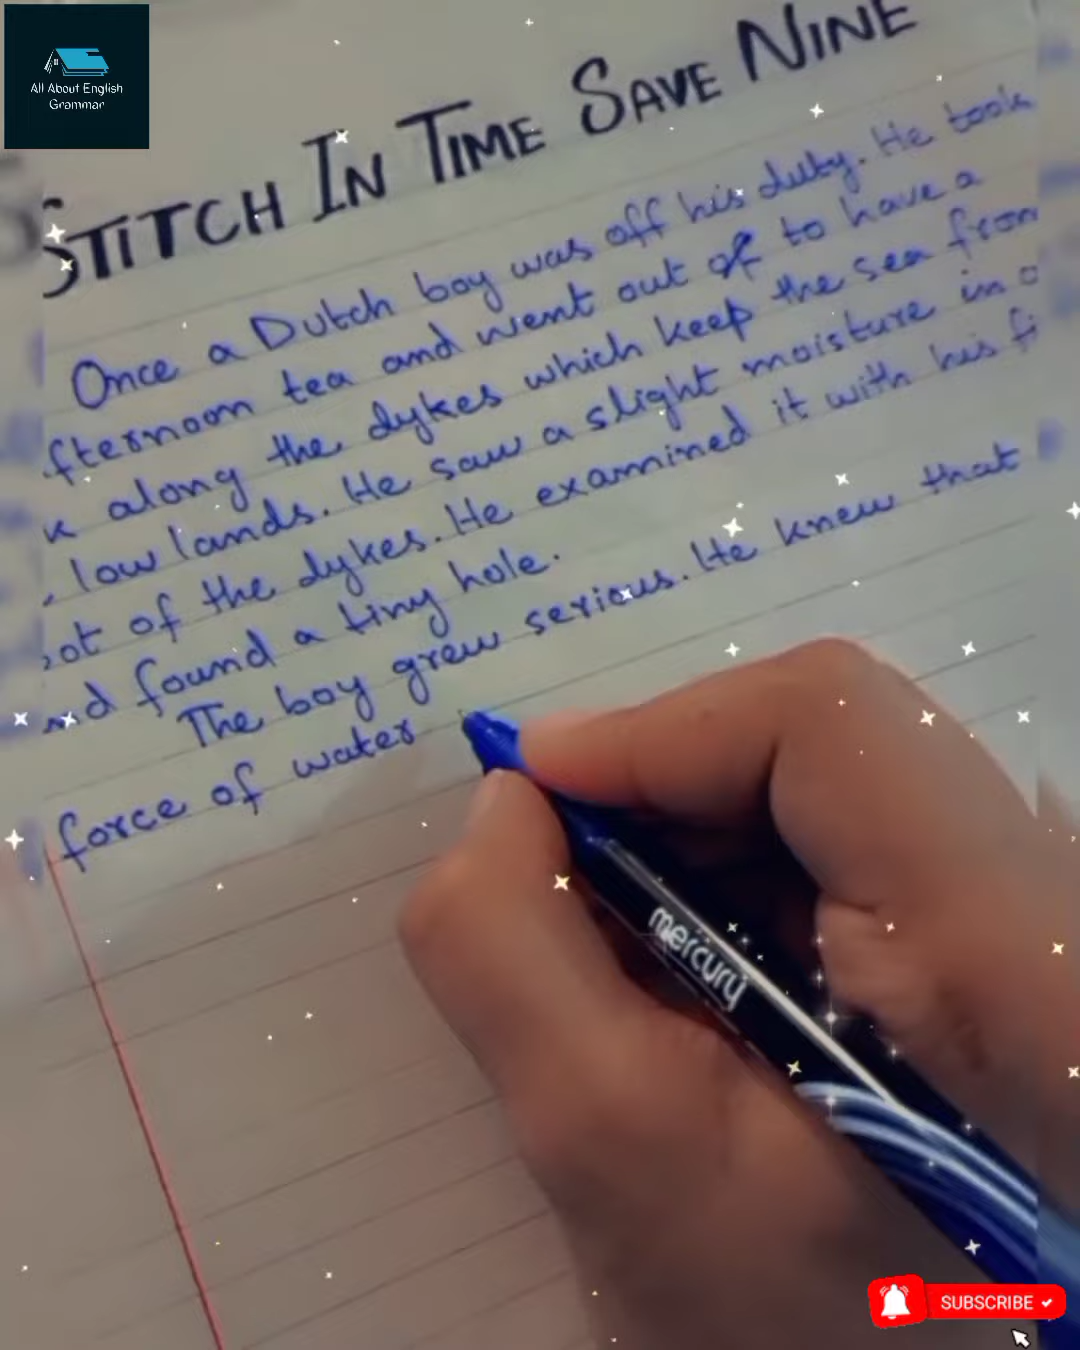 All About English
Grammar
STITCH IN TIME SAVE NINE
Once a Dutch boy was off his duty. He took
fternoon tea and went out of to have a
k along the dykes which keep the sea from
low lands. He saw a slight moisture in
ot of the dykes. He examined it with his fi
nd found a tiny hole.
The boy grew serious. He knew that
force of water
mercury
SUBSCRIBE